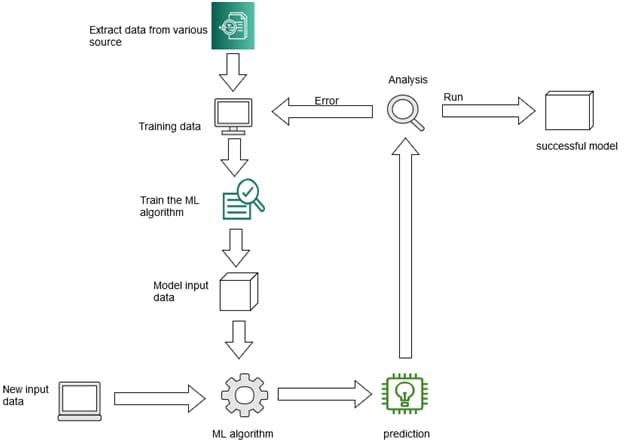 Extract data from various
source
Analysis
Error
Run
Training data
successful model
Train the ML
algorithm
Model input
data
New input
data
ML algorithm
prediction